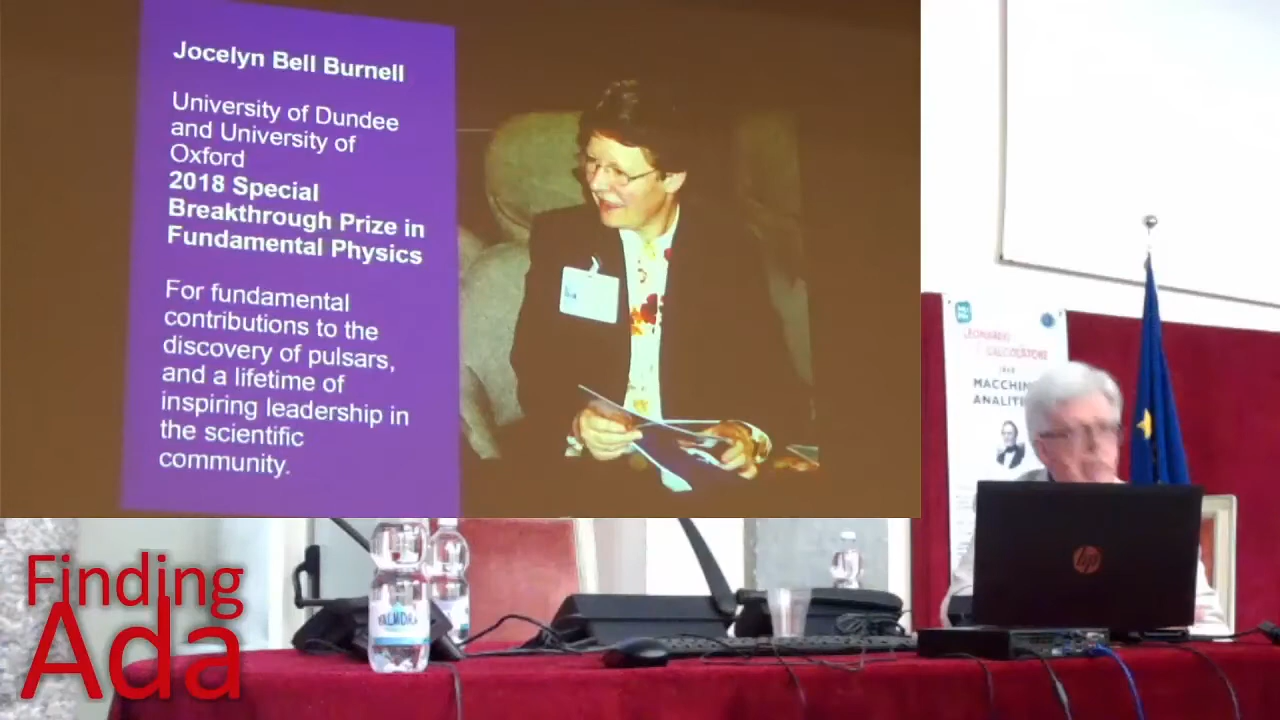 Jocelyn Bell Burnell
University of Dundee
and University of
Oxford
2018 Special
Breakthrough Prize in
Fundamental Physics
For fundamental
contributions to the
discovery of pulsars,
and a lifetime of
inspiring leadership in
the scientific
community.
CALCOLATORI
MACCHIN
ANALITI
hp
Finding
Ada